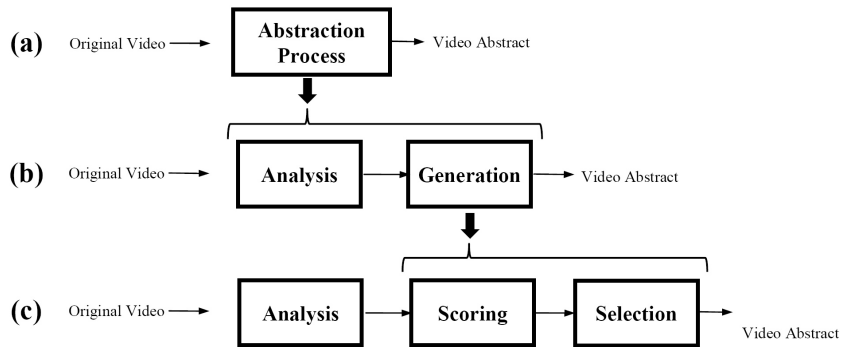 (a)
Original Video
Abstraction
Process
Video Abstract
(b)
Original Video
Analysis
Generation
Video Abstract
(c)
Original Video
Analysis
Scoring
Selection
Video Abstract